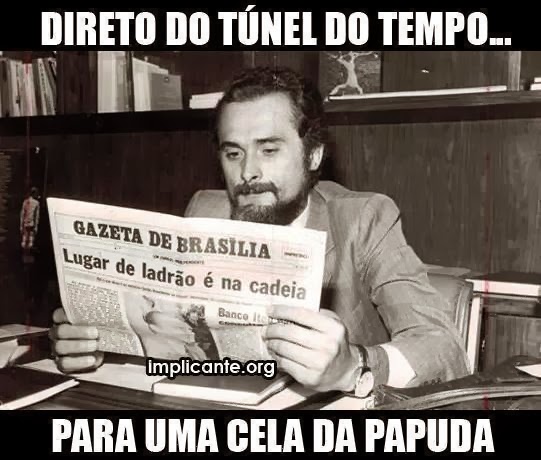 DIRETO DO TÚNEL DO TEMPO...
GAZETA DE BRASÍLIA
Lugar de ladrão é na cadeia
Banco
implicante.org
PARA UMA CELA DA PAPUDA